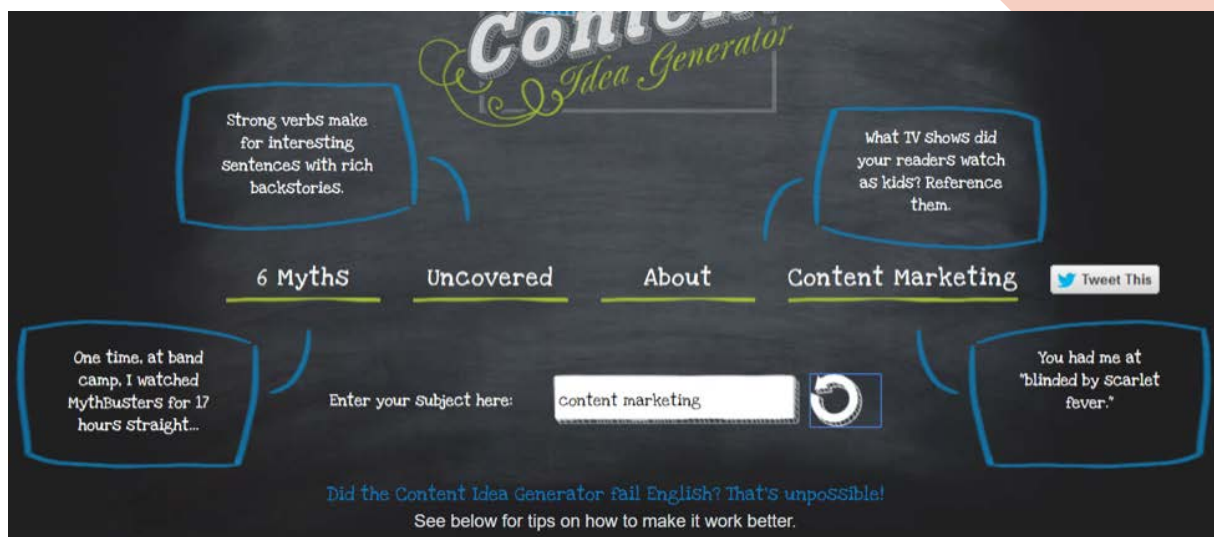 Content
Idea Generator
Strong verbs make
for interesting
sentences with rich
backstories.
What TV shows did
your readers watch
as kids? Reference
them.
6 Myths Uncovered About Content Marketing Tweet This
One time, at band
camp, I watched
MythBusters for 17
hours straight...
Enter your subject here: content marketing
You had me at
"blinded by scarlet
fever."
Did the Content Idea Generator fail English? That's unpossible!
See below for tips on how to make it work better.